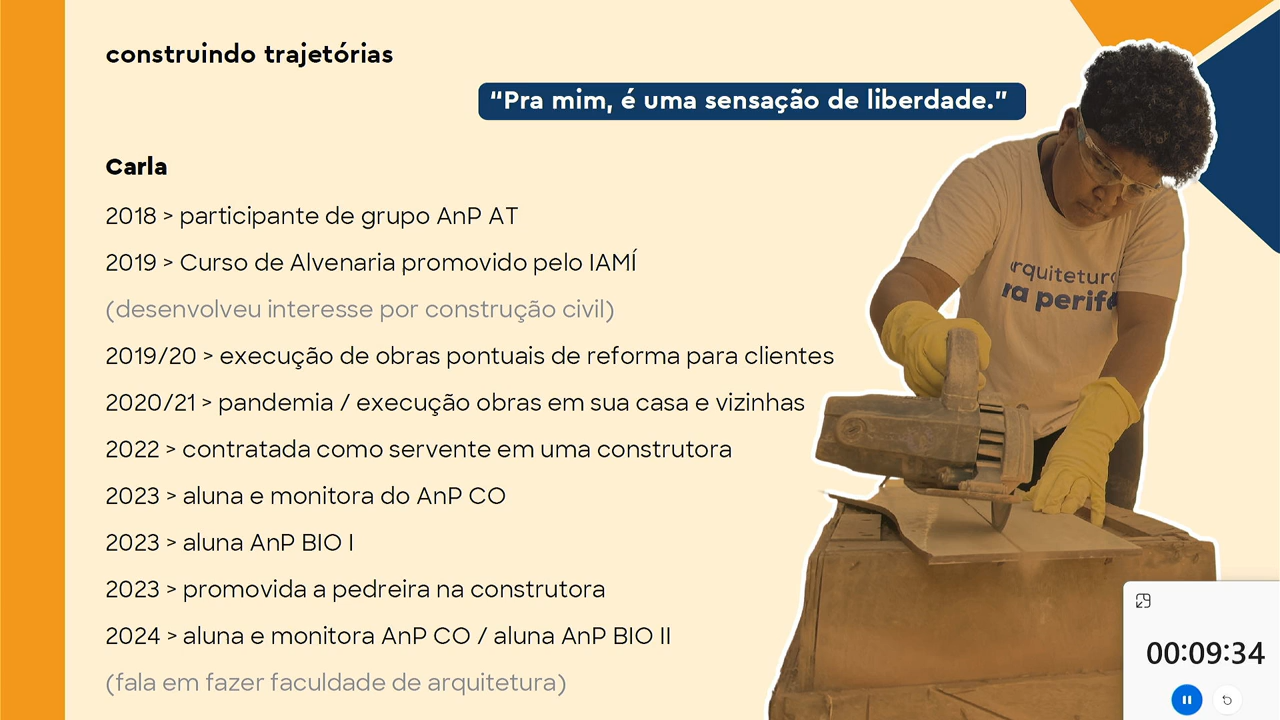 construindo trajetórias
“Pra mim, é uma sensação de liberdade.”
Carla
2018 > participante de grupo AnP AT
2019 > Curso de Alvenaria promovido pelo IAMÍ
(desenvolveu interesse por construção civil)
2019/20 > execução de obras pontuais de reforma para clientes
2020/21 > pandemia / execução obras em sua casa e vizinhas
2022 > contratada como servente em uma construtora
2023 > aluna e monitora do AnP CO
2023 > aluna AnP BIO I
2023 > promovida a pedreira na construtora
2024 > aluna e monitora AnP CO / aluna AnP BIO II
(fala em fazer faculdade de arquitetura)
rquitetura
ra perife
00:09:34